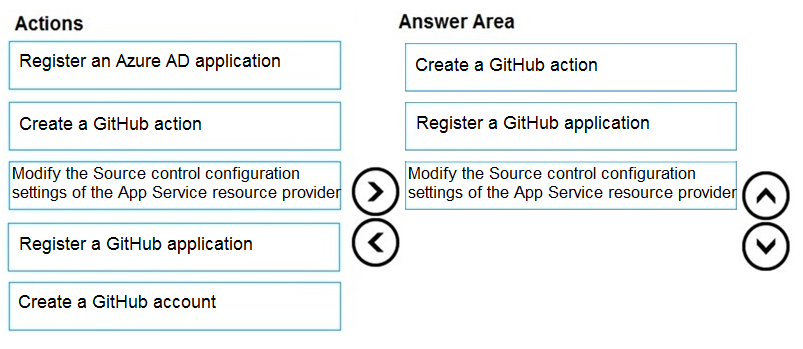 Actions
Register an Azure AD application
Create a GitHub action
Modify the Source control configuration
settings of the App Service resource provider
Register a GitHub application
Create a GitHub account
Answer Area
Create a GitHub action
Register a GitHub application
Modify the Source control configuration
settings of the App Service resource provider